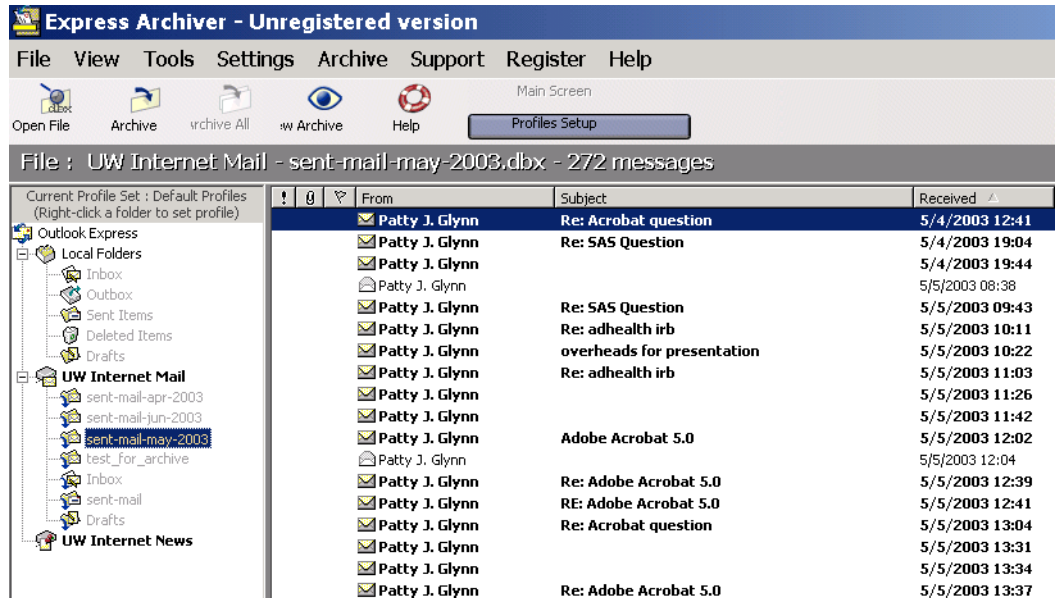 Express Archiver - Unregistered version
File View Tools Settings Archive Support Register Help
Main Screen
Open File Archive rchive All :w Archive Help Profiles Setup
File : UW Internet Mail - sent-mail-may-2003.dbx - 272 messages
Current Profile Set : Default Profiles
(Right-click a folder to set profile)
Outlook Express
Local Folders
Inbox
Outbox
Sent Items
Deleted Items
Drafts
UW Internet Mail
sent-mail-apr-2003
sent-mail-jun-2003
sent-mail-may-2003
test_for_archive
Inbox
sent-mail
Drafts
UW Internet News
! From Subject Received
Patty J. Glynn Re: Acrobat question 5/4/2003 12:41
Patty J. Glynn Re: SAS Question 5/4/2003 19:04
Patty J. Glynn 5/4/2003 19:44
Patty J. Glynn 5/5/2003 08:38
Patty J. Glynn Re: SAS Question 5/5/2003 09:43
Patty J. Glynn Re: adhealth irb 5/5/2003 10:11
Patty J. Glynn overheads for presentation 5/5/2003 10:22
Patty J. Glynn Re: adhealth irb 5/5/2003 11:03
Patty J. Glynn 5/5/2003 11:26
Patty J. Glynn 5/5/2003 11:42
Patty J. Glynn Adobe Acrobat 5.0 5/5/2003 12:02
Patty J. Glynn 5/5/2003 12:04
Patty J. Glynn Re: Adobe Acrobat 5.0 5/5/2003 12:39
Patty J. Glynn RE: Adobe Acrobat 5.0 5/5/2003 12:41
Patty J. Glynn Re: Acrobat question 5/5/2003 13:04
Patty J. Glynn 5/5/2003 13:31
Patty J. Glynn 5/5/2003 13:34
Patty J. Glynn Re: Adobe Acrobat 5.0 5/5/2003 13:37